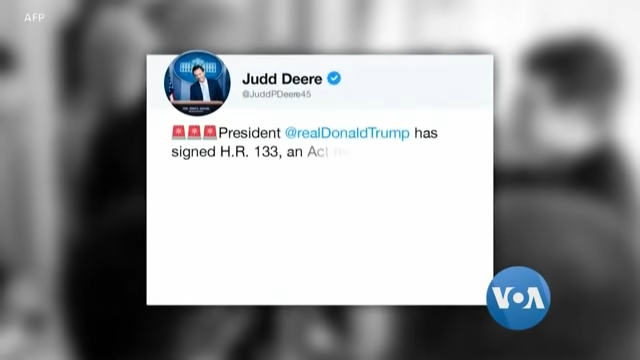 AFP
Judd Deere
@JuddPDeere45
🚨🚨🚨President @realDonaldTrump has
signed H.R. 133, an Act
VOA